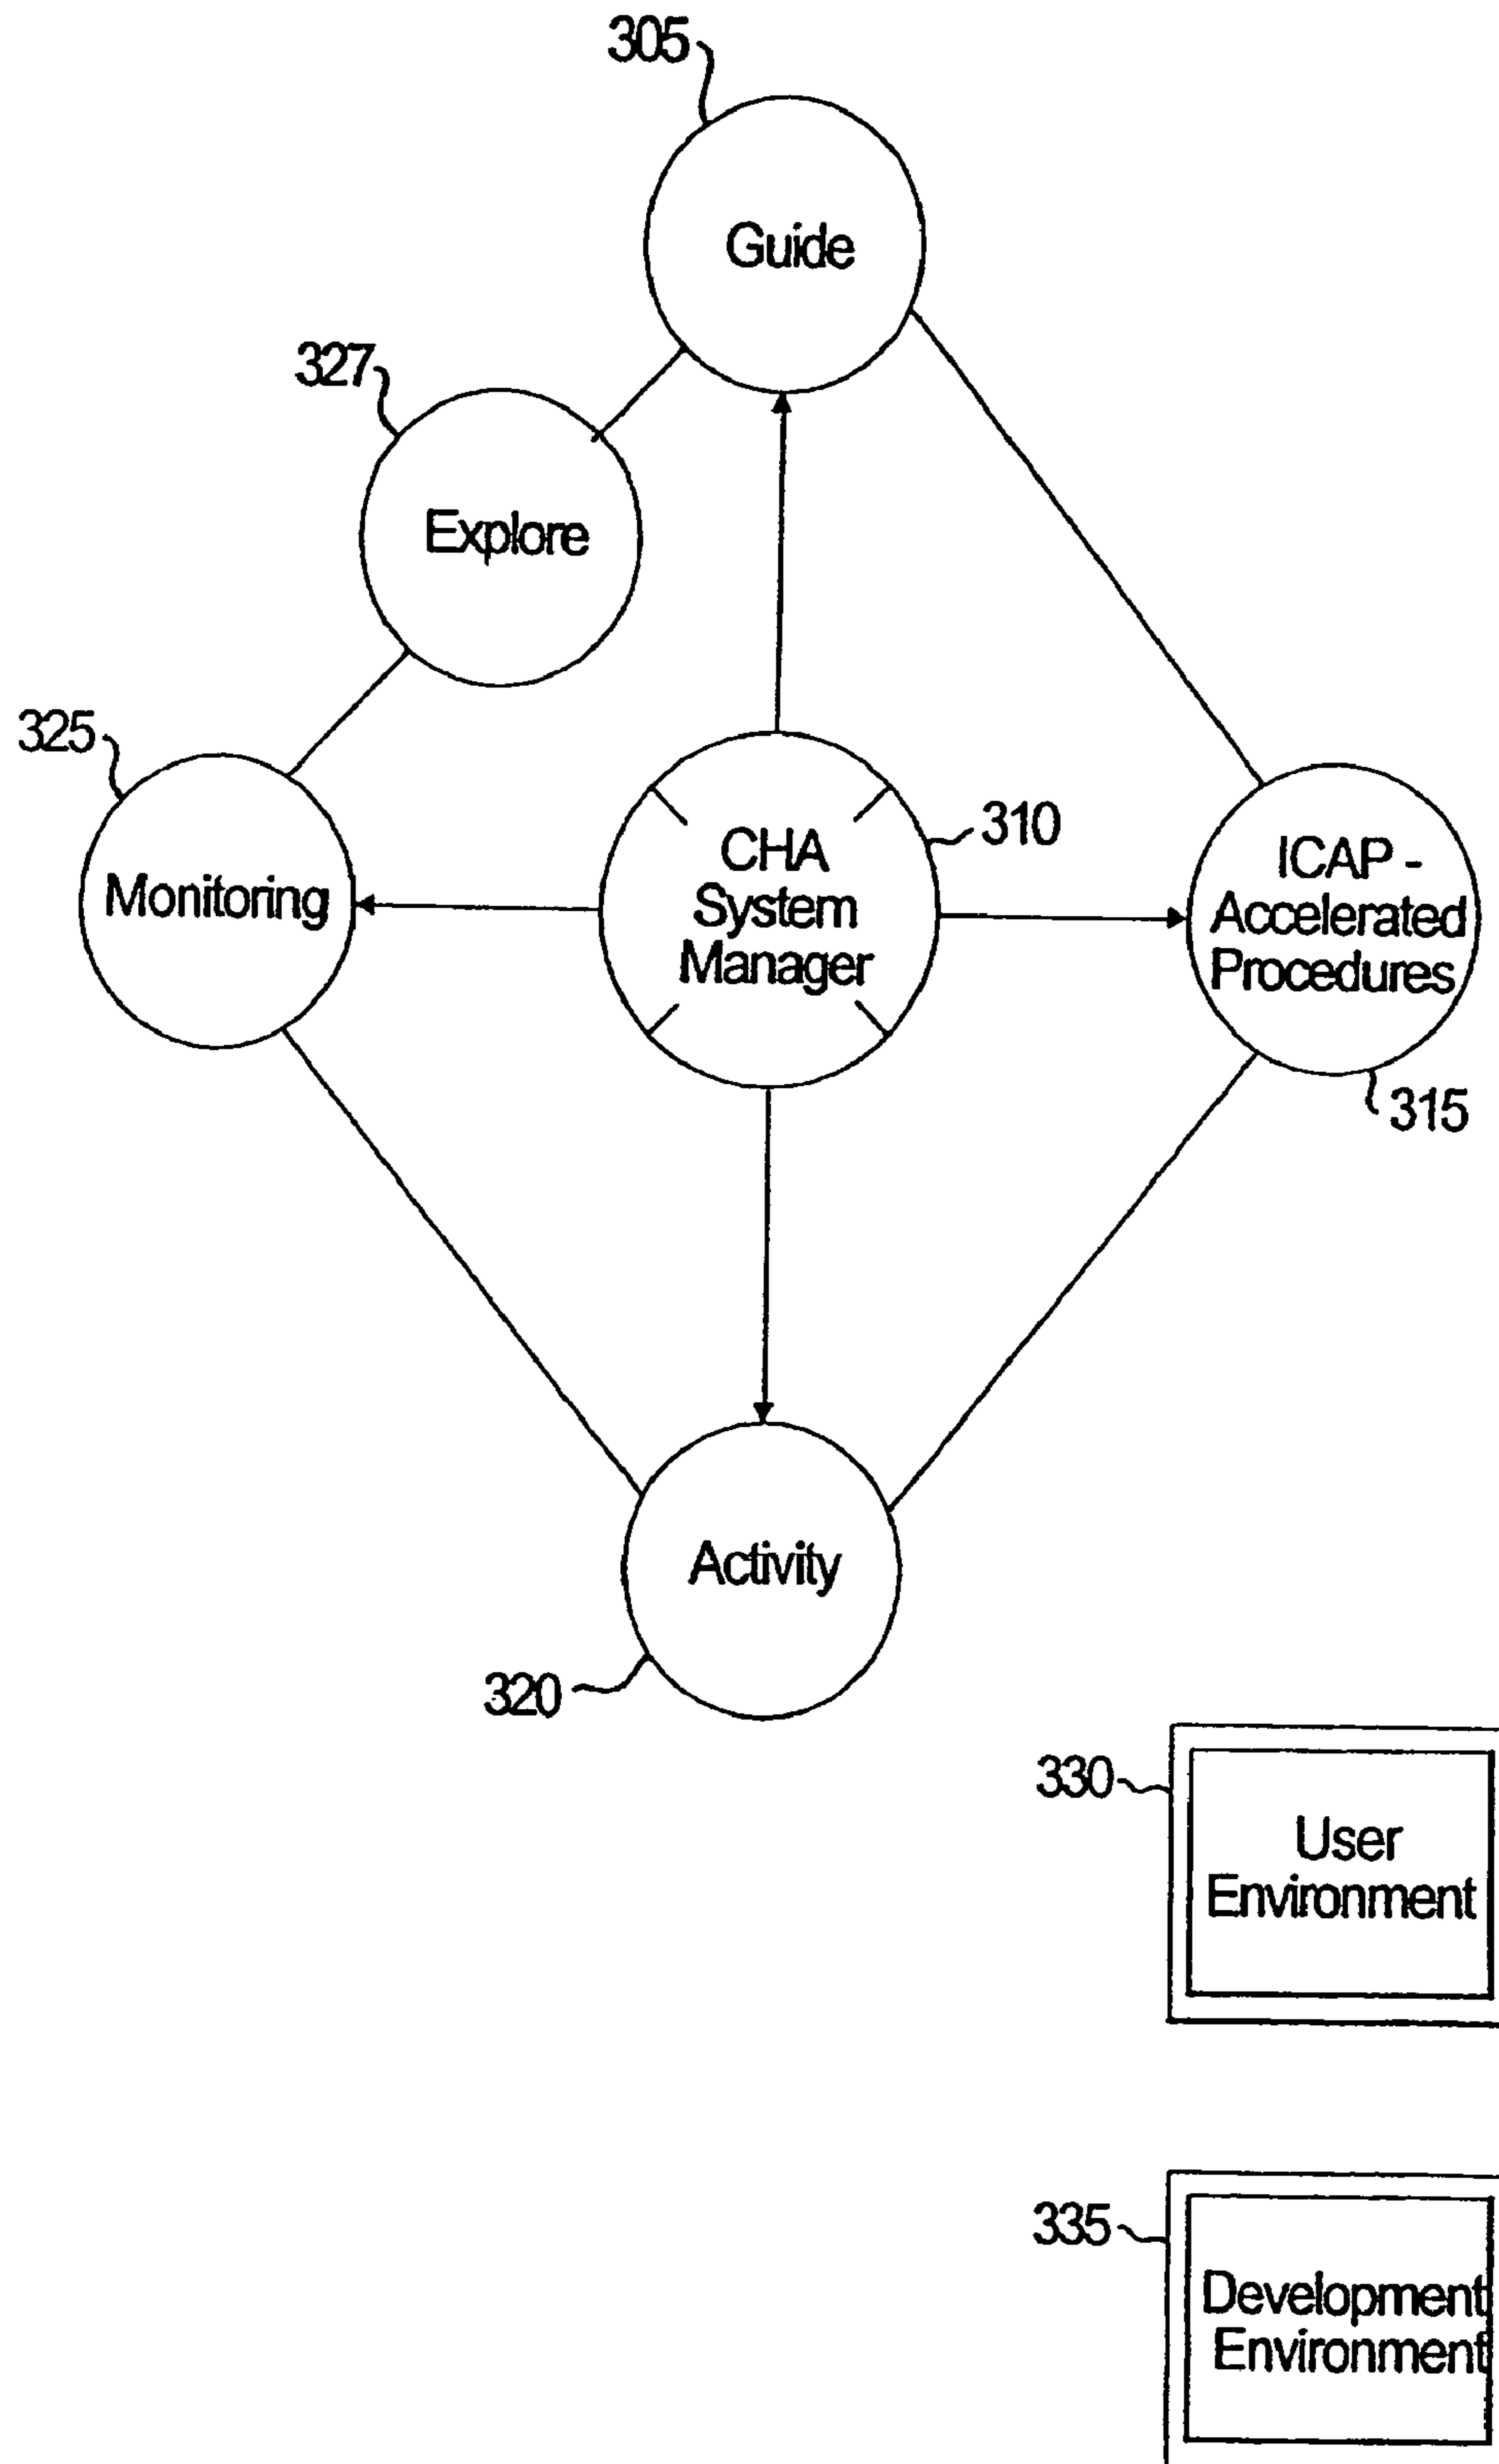 305
Guide
327
Explore
325
Monitoring
CHA
System
Manager
310
ICAP -
Accelerated
Procedures
315
Activity
320
330
User
Environment
335
Development
Environment